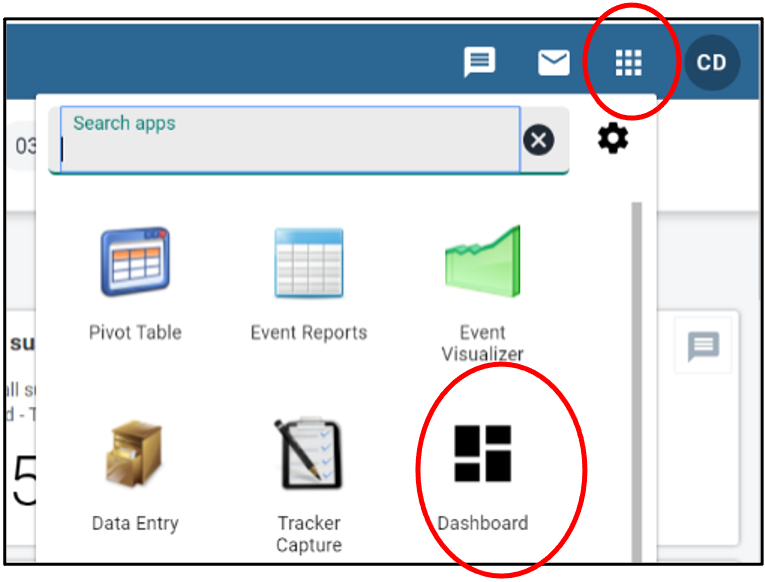 CD
Search apps
03
Pivot Table
Event Reports
Event
Visualizer
su
all su
d - T
5
Data Entry
Tracker
Capture
Dashboard